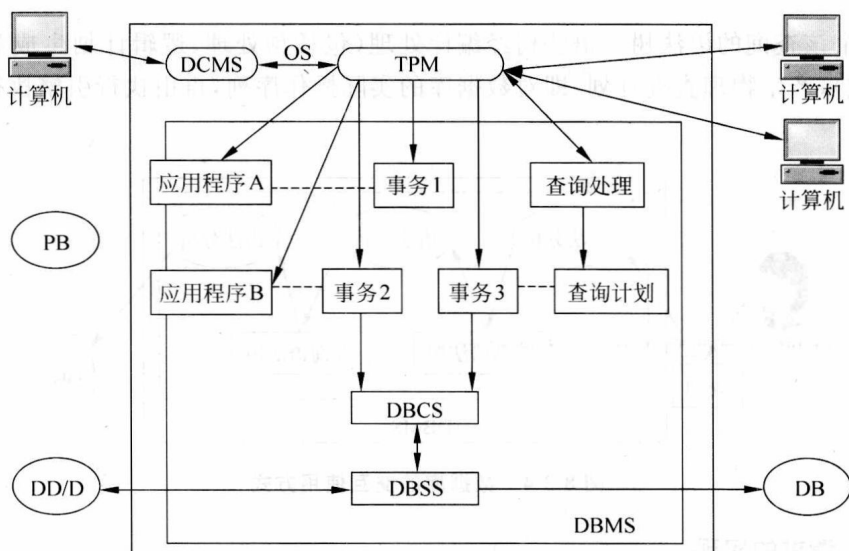 计算机
DCMS
OS
TPM
计算机
计算机
应用程序A
事务1
查询处理
PB
应用程序B
事务2
事务3
查询计划
DBCS
DD/D
DBSS
DB
DBMS